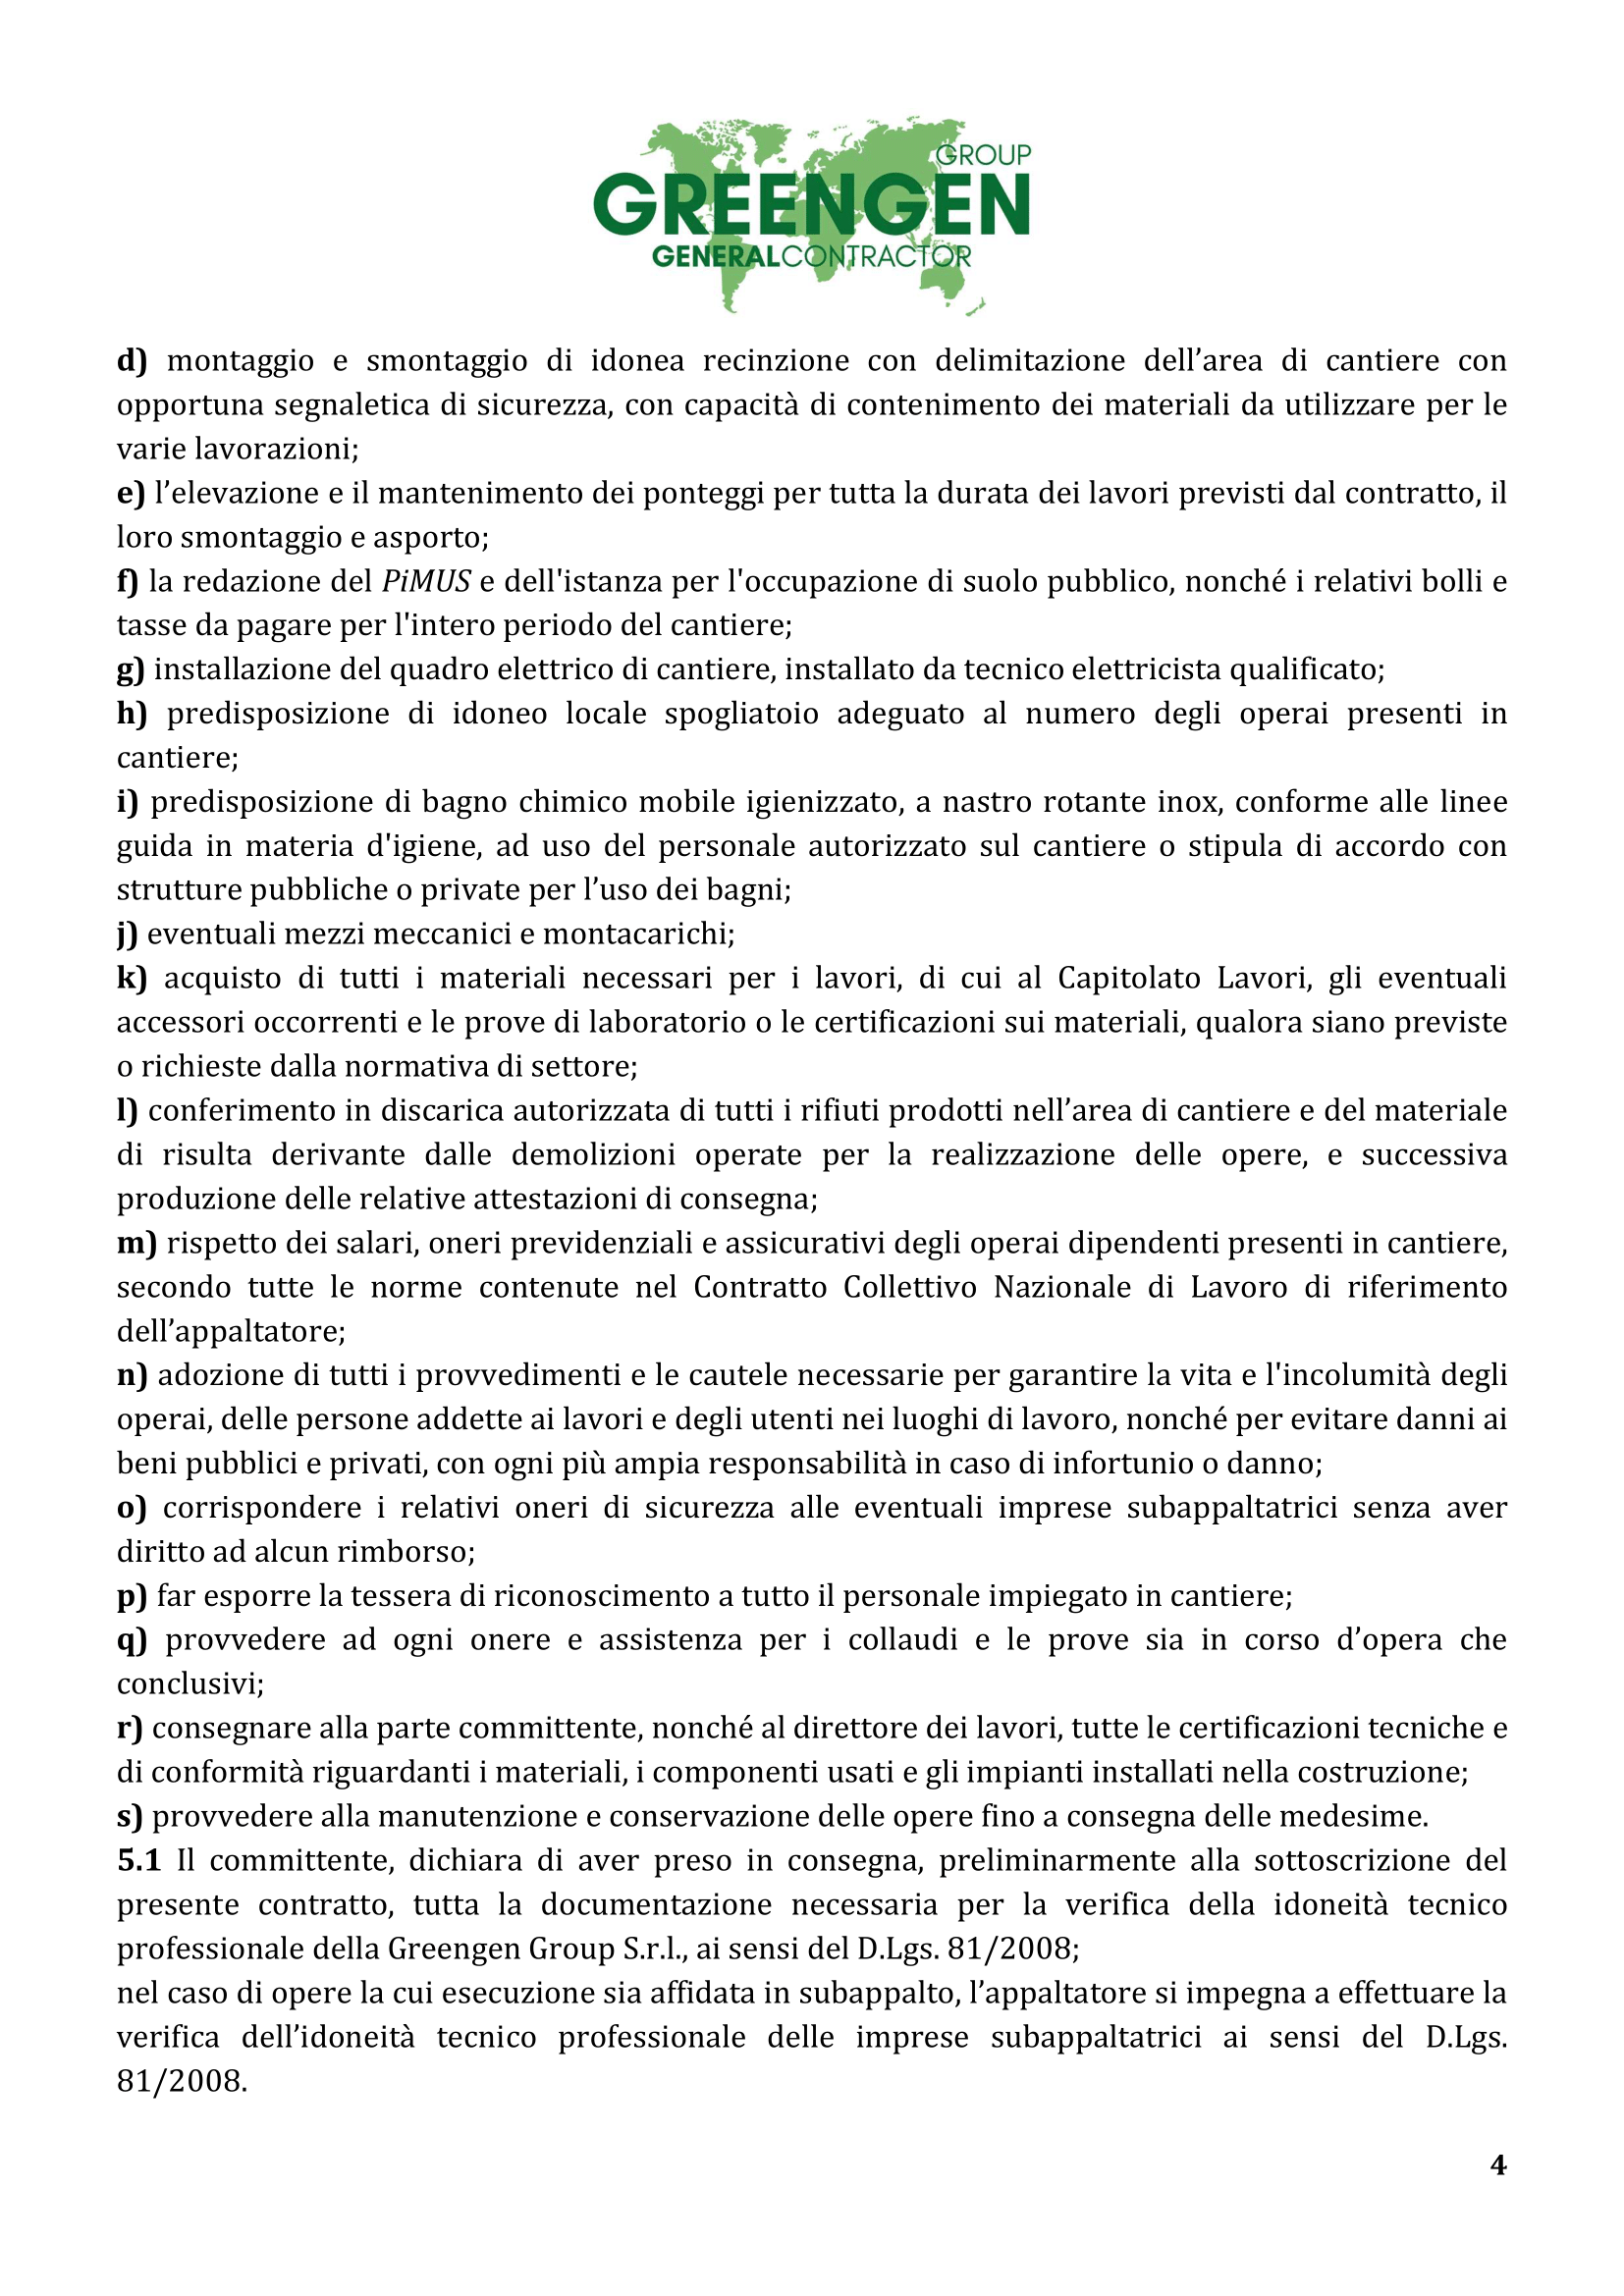 GROUP
GREENGEN
GENERALCONTRACTOR
d) montaggio e smontaggio di idonea recinzione con delimitazione dell’area di cantiere con
opportuna segnaletica di sicurezza, con capacità di contenimento dei materiali da utilizzare per le
varie lavorazioni;
e) l’elevazione e il mantenimento dei ponteggi per tutta la durata dei lavori previsti dal contratto, il
loro smontaggio e asporto;
f) la redazione del PiMUS e dell'istanza per l'occupazione di suolo pubblico, nonché i relativi bolli e
tasse da pagare per l'intero periodo del cantiere;
g) installazione del quadro elettrico di cantiere, installato da tecnico elettricista qualificato;
h) predisposizione di idoneo locale spogliatoio adeguato al numero degli operai presenti in
cantiere;
i) predisposizione di bagno chimico mobile igienizzato, a nastro rotante inox, conforme alle linee
guida in materia d'igiene, ad uso del personale autorizzato sul cantiere o stipula di accordo con
strutture pubbliche o private per l’uso dei bagni;
j) eventuali mezzi meccanici e montacarichi;
k) acquisto di tutti i materiali necessari per i lavori, di cui al Capitolato Lavori, gli eventuali
accessori occorrenti e le prove di laboratorio o le certificazioni sui materiali, qualora siano previste
o richieste dalla normativa di settore;
l) conferimento in discarica autorizzata di tutti i rifiuti prodotti nell’area di cantiere e del materiale
di risulta derivante dalle demolizioni operate per la realizzazione delle opere, e successiva
produzione delle relative attestazioni di consegna;
m) rispetto dei salari, oneri previdenziali e assicurativi degli operai dipendenti presenti in cantiere,
secondo tutte le norme contenute nel Contratto Collettivo Nazionale di Lavoro di riferimento
dell’appaltatore;
n) adozione di tutti i provvedimenti e le cautele necessarie per garantire la vita e l'incolumità degli
operai, delle persone addette ai lavori e degli utenti nei luoghi di lavoro, nonché per evitare danni ai
beni pubblici e privati, con ogni più ampia responsabilità in caso di infortunio o danno;
o) corrispondere i relativi oneri di sicurezza alle eventuali imprese subappaltatrici senza aver
diritto ad alcun rimborso;
p) far esporre la tessera di riconoscimento a tutto il personale impiegato in cantiere;
q) provvedere ad ogni onere e assistenza per i collaudi e le prove sia in corso d’opera che
conclusivi;
r) consegnare alla parte committente, nonché al direttore dei lavori, tutte le certificazioni tecniche e
di conformità riguardanti i materiali, i componenti usati e gli impianti installati nella costruzione;
s) provvedere alla manutenzione e conservazione delle opere fino a consegna delle medesime.
5.1 Il committente, dichiara di aver preso in consegna, preliminarmente alla sottoscrizione del
presente contratto, tutta la documentazione necessaria per la verifica della idoneità tecnico
professionale della Greengen Group S.r.l., ai sensi del D.Lgs. 81/2008;
nel caso di opere la cui esecuzione sia affidata in subappalto, l’appaltatore si impegna a effettuare la
verifica dell’idoneità tecnico professionale delle imprese subappaltatrici ai sensi del D.Lgs.
81/2008.
4